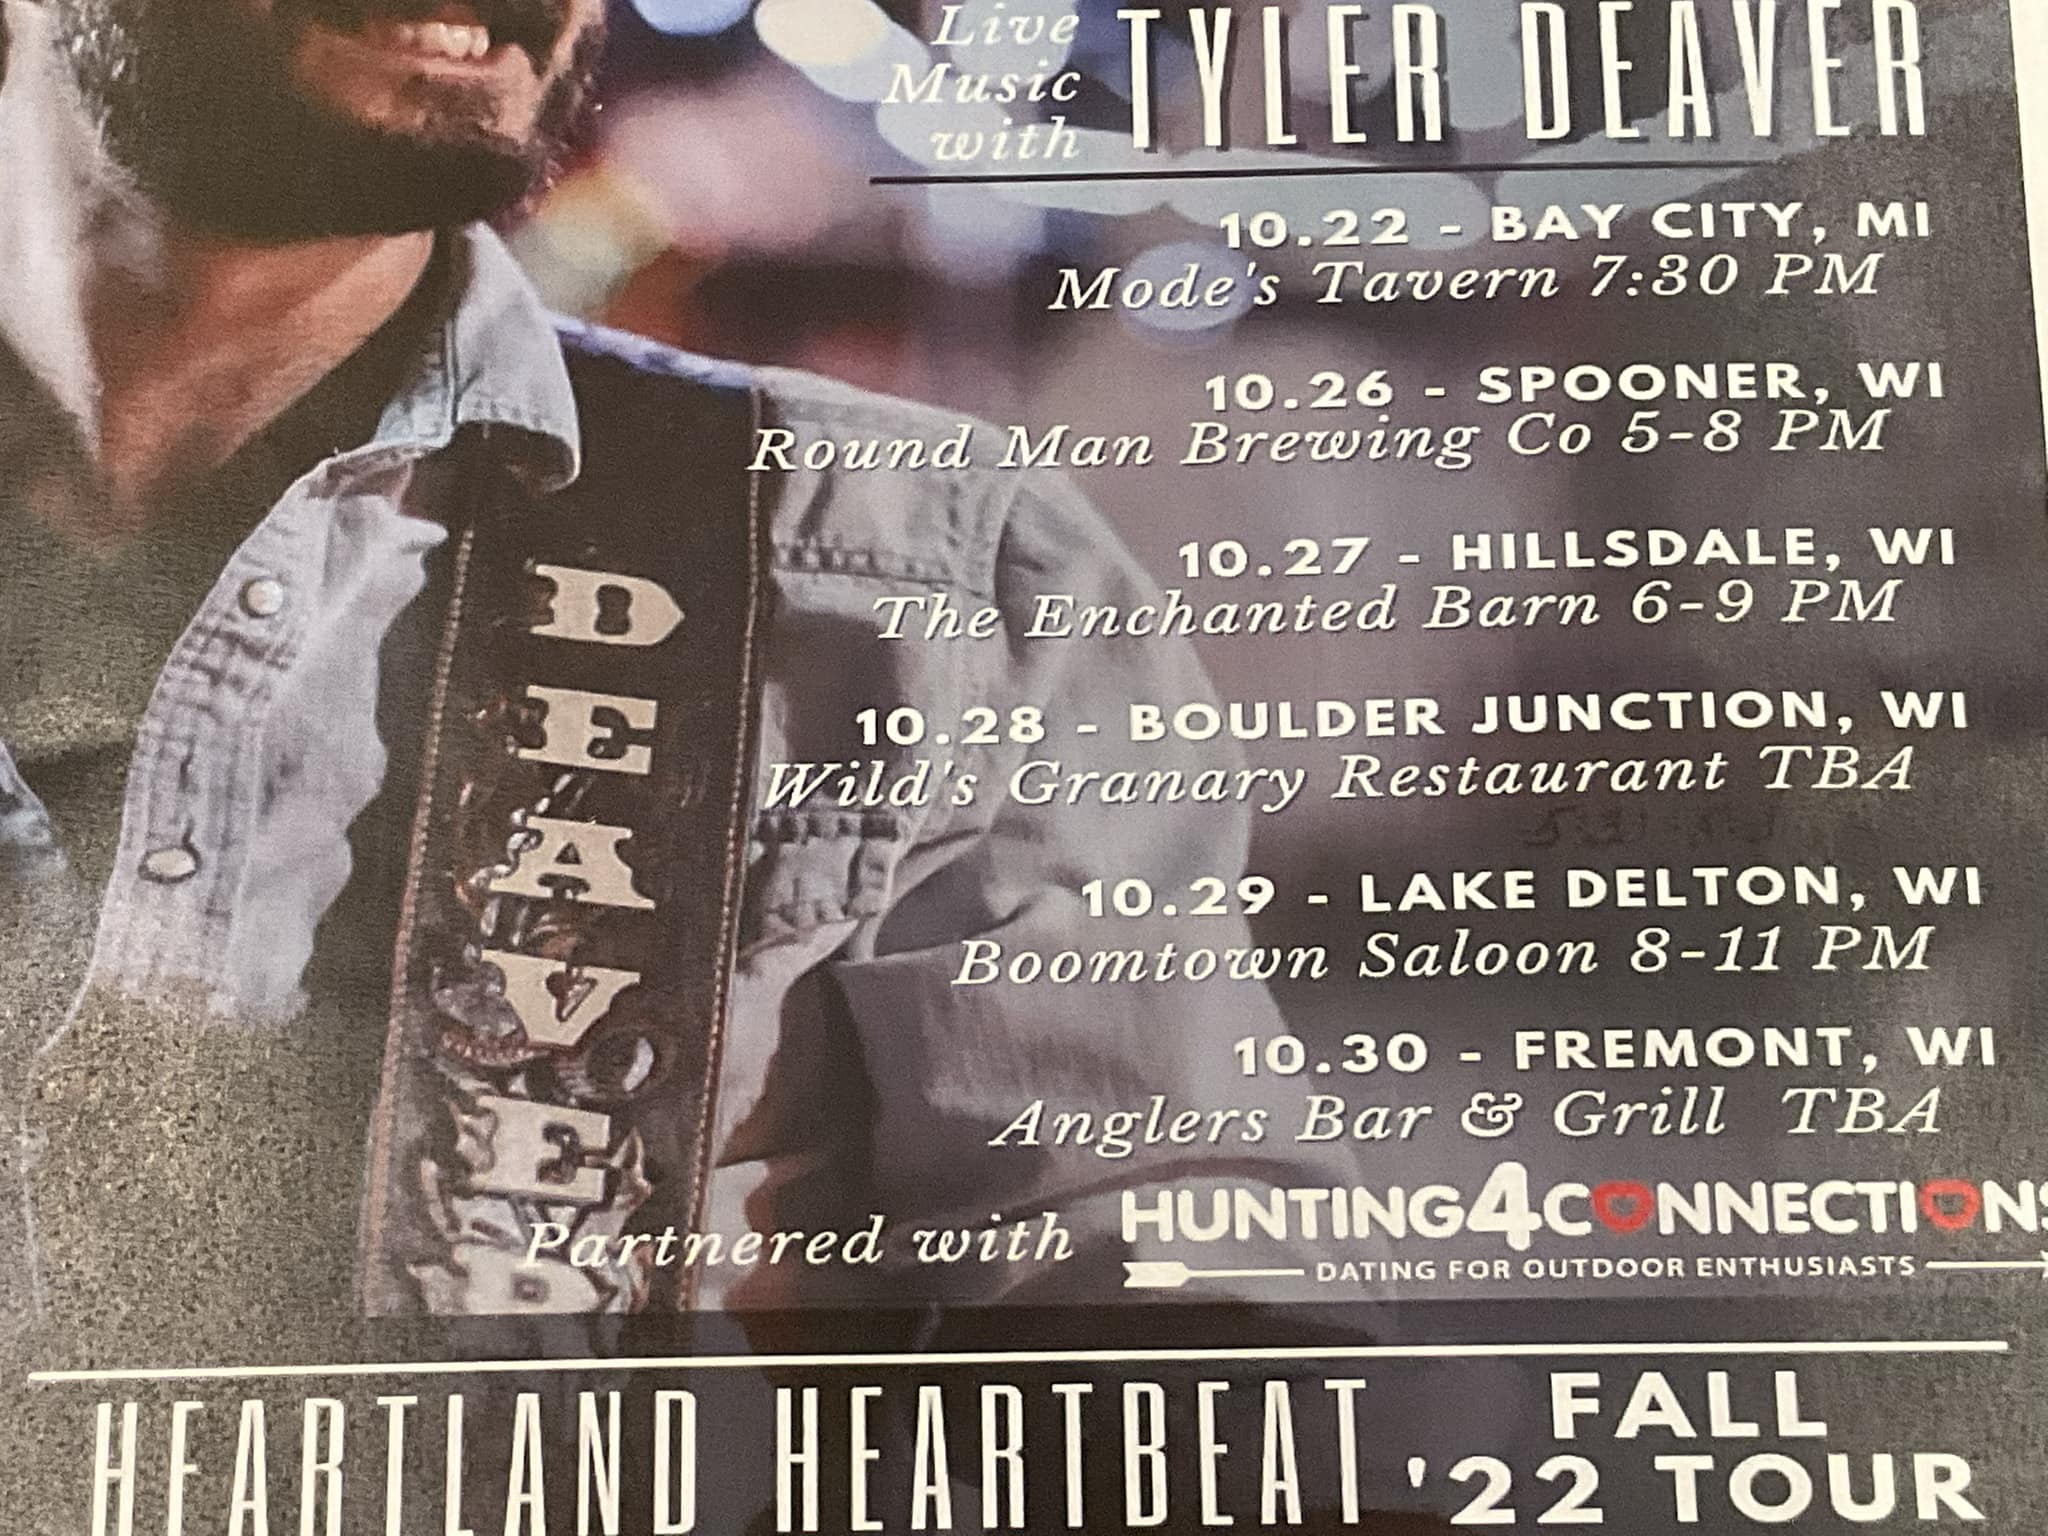 Live
Music
with
TYLER DEAVER
10.22 - BAY CITY, MI
Mode's Tavern 7:30 PM
10.26 - SPOONER, WI
Round Man Brewing Co 5-8 PM
10.27 - HILLSDALE, WI
The Enchanted Barn 6-9 PM
10.28 - BOULDER JUNCTION, WI
Wild's Granary Restaurant TBA
10.29 - LAKE DELTON, WI
Boomtown Saloon 8-11 PM
10.30 - FREMONT, WI
Anglers Bar & Grill TBA
Partnered with
HUNTING4CONNECTIONS
DATING FOR OUTDOOR ENTHUSIASTS
DEAVER
HEARTLAND HEARTBEAT
FALL
'22 TOUR